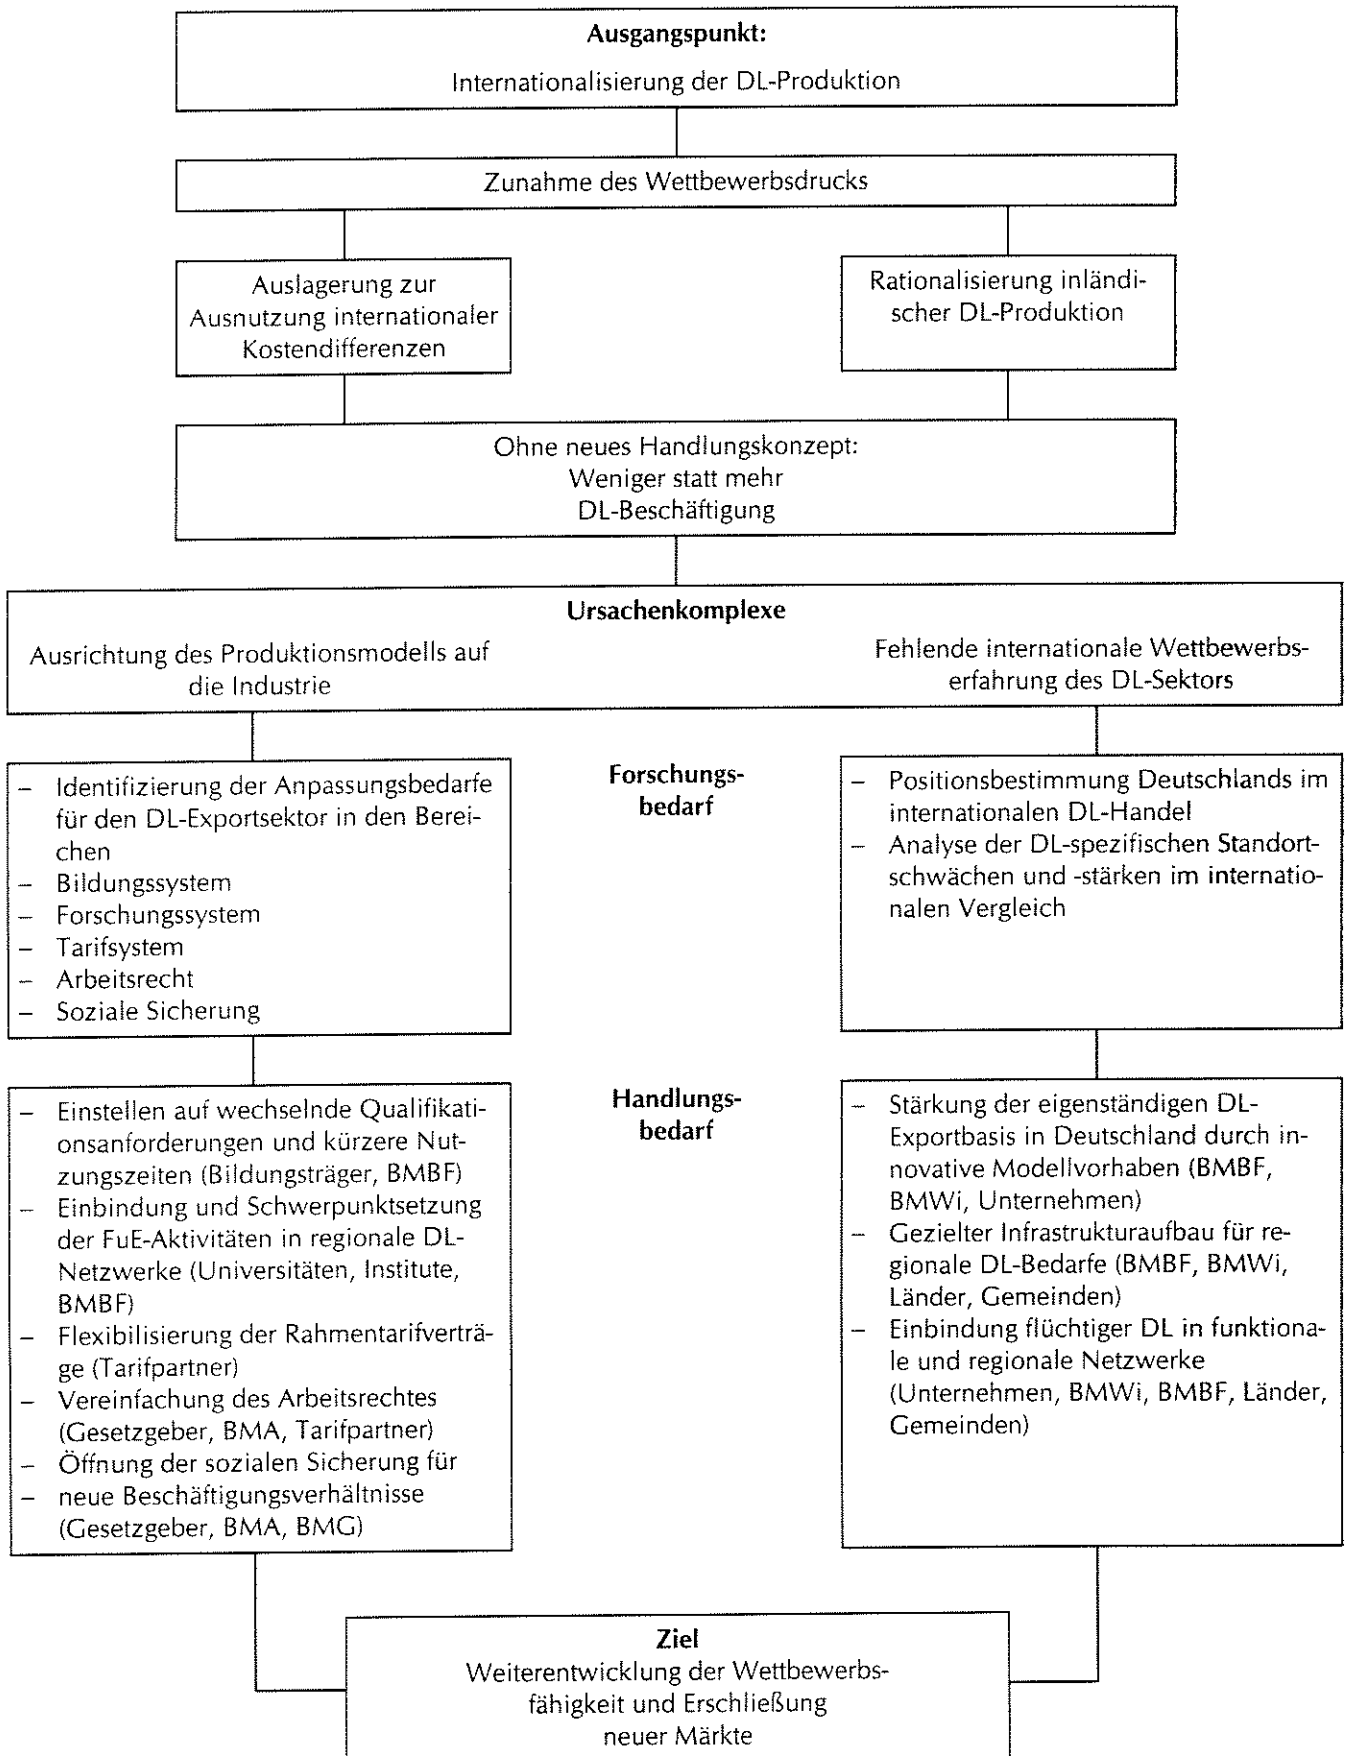 Ausgangspunkt:
Internationalisierung der DL-Produktion
Zunahme des Wettbewerbsdrucks
Auslagerung zur
Ausnutzung internationaler
Kostendifferenzen
Rationalisierung inländi-
scher DL-Produktion
Ohne neues Handlungskonzept:
Weniger statt mehr
DL-Beschäftigung
Ursachenkomplexe
Ausrichtung des Produktionsmodells auf
die Industrie
Fehlende internationale Wettbewerbs-
erfahrung des DL-Sektors
– Identifizierung der Anpassungsbedarfe
für den DL-Exportsektor in den Berei-
chen
– Bildungssystem
– Forschungssystem
– Tarifsystem
– Arbeitsrecht
– Soziale Sicherung
Forschungs-
bedarf
– Positionsbestimmung Deutschlands im
internationalen DL-Handel
– Analyse der DL-spezifischen Standort-
schwächen und -stärken im internatio-
nalen Vergleich
– Einstellen auf wechselnde Qualifikati-
onsanforderungen und kürzere Nut-
zungszeiten (Bildungsträger, BMBF)
– Einbindung und Schwerpunktsetzung
der FuE-Aktivitäten in regionale DL-
Netzwerke (Universitäten, Institute,
BMBF)
– Flexibilisierung der Rahmentarifverträ-
ge (Tarifpartner)
– Vereinfachung des Arbeitsrechtes
(Gesetzgeber, BMA, Tarifpartner)
– Öffnung der sozialen Sicherung für
– neue Beschäftigungsverhältnisse
(Gesetzgeber, BMA, BMG)
Handlungs-
bedarf
– Stärkung der eigenständigen DL-
Exportbasis in Deutschland durch in-
novative Modellvorhaben (BMBF,
BMWi, Unternehmen)
– Gezielter Infrastrukturaufbau für re-
gionale DL-Bedarfe (BMBF, BMWi,
Länder, Gemeinden)
– Einbindung flüchtiger DL in funktiona-
le und regionale Netzwerke
(Unternehmen, BMWi, BMBF, Länder,
Gemeinden)
Ziel
Weiterentwicklung der Wettbewerbs-
fähigkeit und Erschließung
neuer Märkte